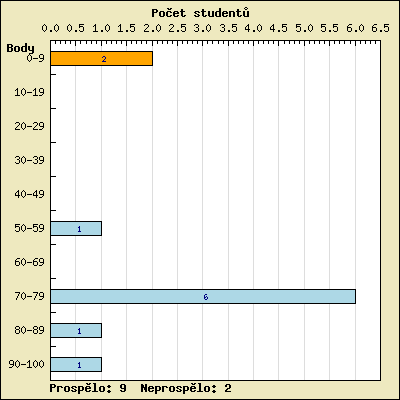 Počet studentů
0.0 0.5 1.0 1.5 2.0 2.5 3.0 3.5 4.0 4.5 5.0 5.5 6.0 6.5
Body
0-9 2
10-19
20-29
30-39
40-49
50-59 1
60-69
70-79 6
80-89 1
90-100 1
Prospělo: 9 Neprospělo: 2